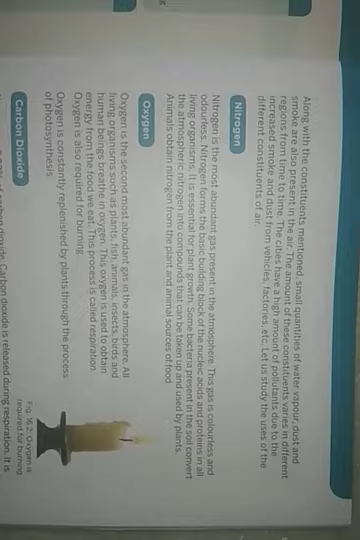 Along with the constituents mentioned, small quantities of water vapour, dust and
smoke are also present in the air. The amount of these constituents varies in different
regions from time to time. The cities have a high amount of pollutants due to the
increased smoke and dust from vehicles, factories, etc. Let us study the uses of the
different constituents of air.
Nitrogen
Nitrogen is the most abundant gas present in the atmosphere. This gas is colourless and
odourless. Nitrogen forms the basic building block of the nucleic acids and proteins in all
living organisms. It is essential for plant growth. Some bacteria present in the soil convert
the atmospheric nitrogen into compounds that can be taken up and used by plants.
Animals obtain nitrogen from the plant and animal sources of food.
Oxygen
Oxygen is the second most abundant gas in the atmosphere. All
living organisms such as plants, fish, animals, insects, birds and
human beings breathe in oxygen. This oxygen is used to obtain
energy from the food we eat. This process is called respiration.
Oxygen is also required for burning.
Oxygen is constantly replenished by plants through the process
of photosynthesis.
Fig. 16.2: Oxygen is
required for burning
Carbon Dioxide
of carbon dioxide. Carbon dioxide is released during respiration. It is